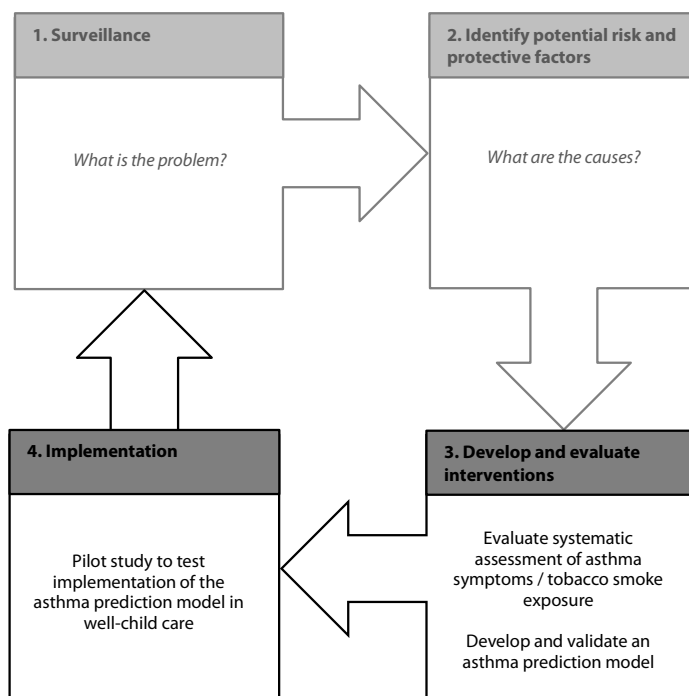 1. Surveillance
What is the problem?
2. Identify potential risk and
protective factors
What are the causes?
3. Develop and evaluate
interventions
Evaluate systematic
assessment of asthma
symptoms / tobacco smoke
exposure
Develop and validate an
asthma prediction model
4. Implementation
Pilot study to test
implementation of the
asthma prediction model in
well-child care